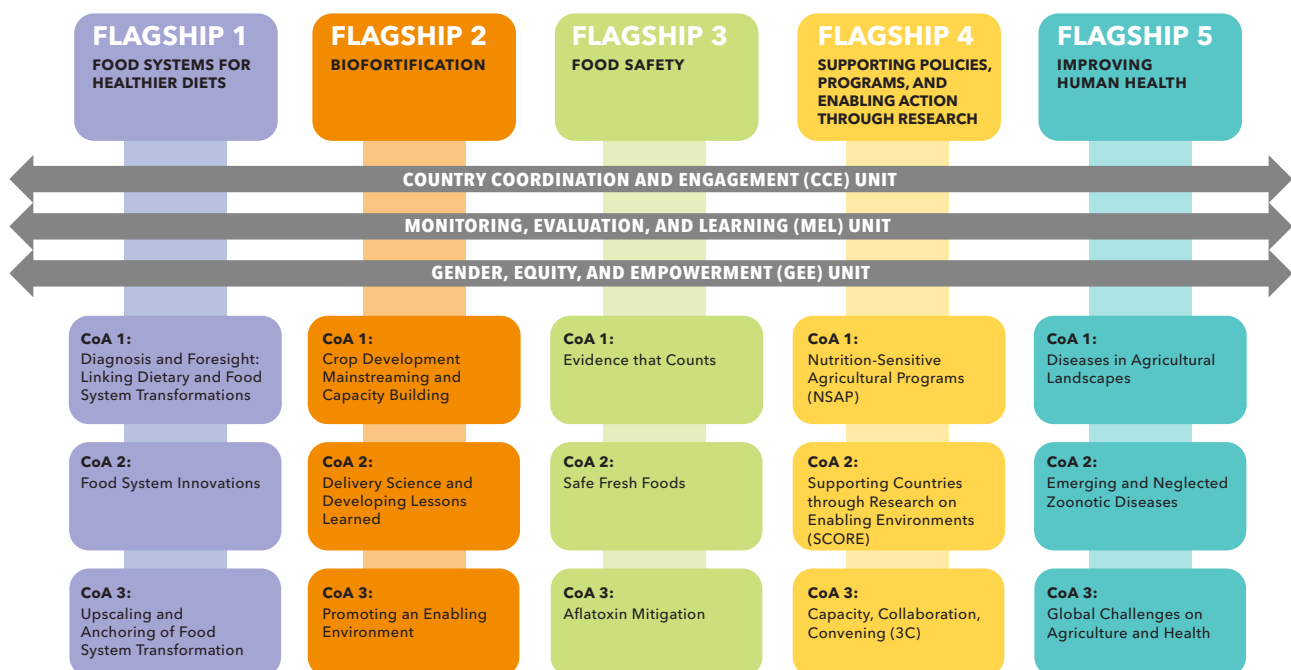 FLAGSHIP 1
FOOD SYSTEMS FOR
HEALTHIER DIETS
FLAGSHIP 2
BIOFORTIFICATION
FLAGSHIP 3
FOOD SAFETY
FLAGSHIP 4
SUPPORTING POLICIES,
PROGRAMS, AND
ENABLING ACTION
THROUGH RESEARCH
FLAGSHIP 5
IMPROVING
HUMAN HEALTH
COUNTRY COORDINATION AND ENGAGEMENT (CCE) UNIT
MONITORING, EVALUATION, AND LEARNING (MEL) UNIT
GENDER, EQUITY, AND EMPOWERMENT (GEE) UNIT
CoA 1:
Diagnosis and Foresight:
Linking Dietary and Food
System Transformations
CoA 1:
Crop Development
Mainstreaming and
Capacity Building
CoA 1:
Evidence that Counts
CoA 1:
Nutrition-Sensitive
Agricultural Programs
(NSAP)
CoA 1:
Diseases in Agricultural
Landscapes
CoA 2:
Food System Innovations
CoA 2:
Delivery Science and
Developing Lessons
Learned
CoA 2:
Safe Fresh Foods
CoA 2:
Supporting Countries
through Research on
Enabling Environments
(SCORE)
CoA 2:
Emerging and Neglected
Zoonotic Diseases
CoA 3:
Upscaling and
Anchoring of Food
System Transformation
CoA 3:
Promoting an Enabling
Environment
CoA 3:
Aflatoxin Mitigation
CoA 3:
Capacity, Collaboration,
Convening (3C)
CoA 3:
Global Challenges on
Agriculture and Health